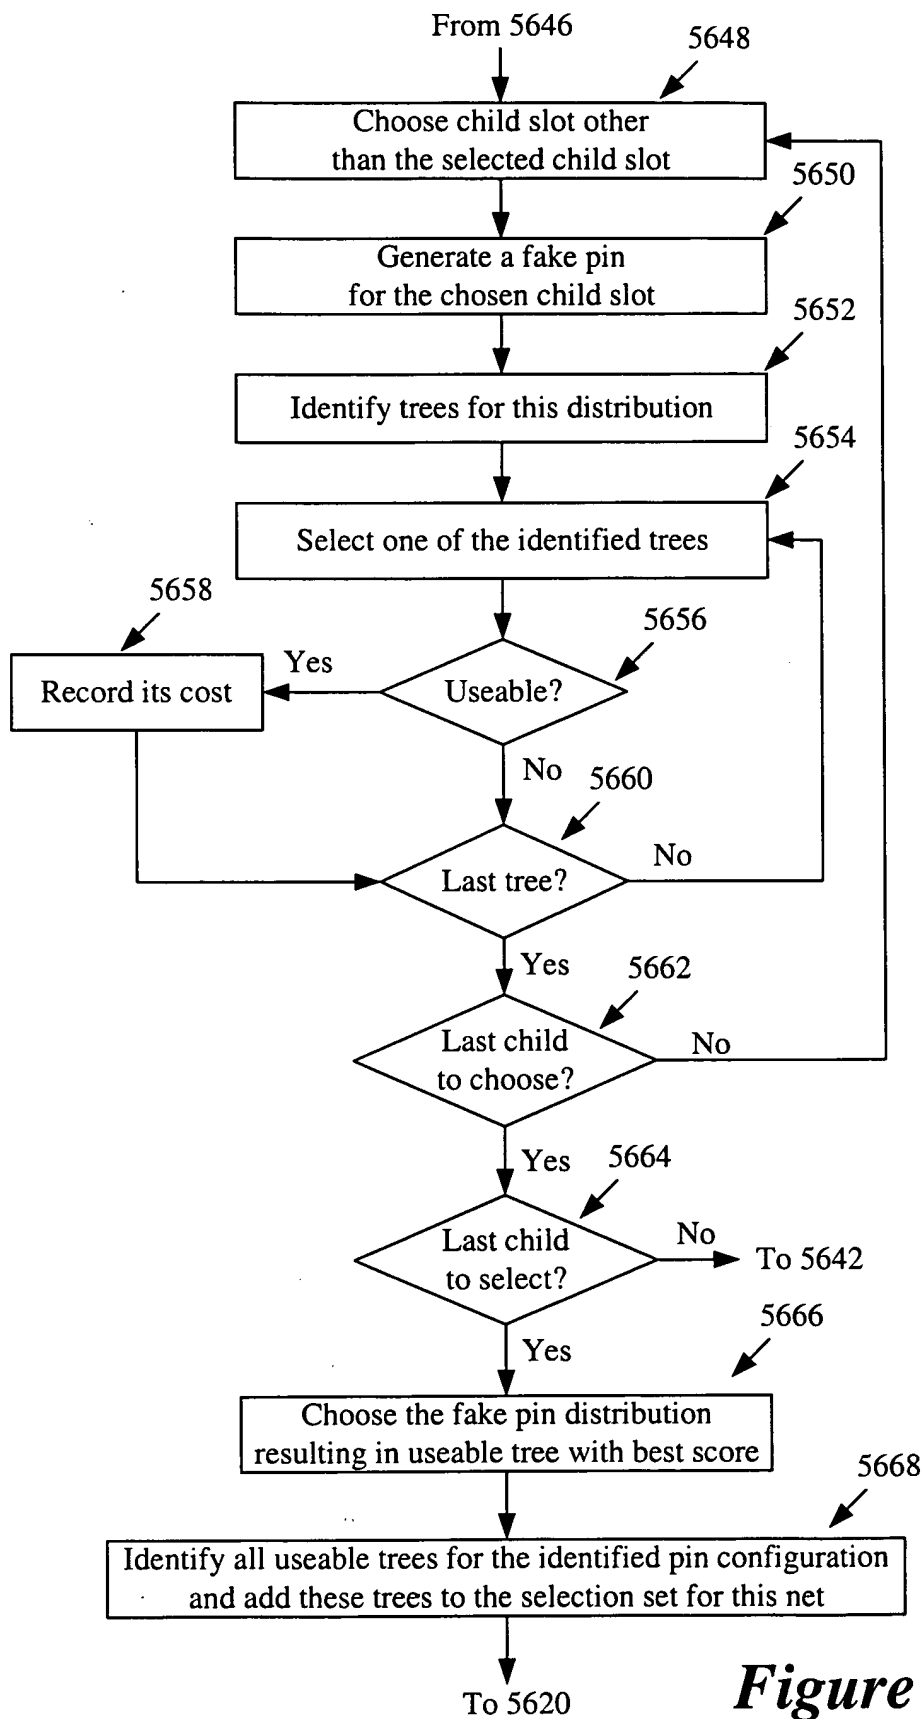 From 5646
5648
Choose child slot other
than the selected child slot
5650
Generate a fake pin
for the chosen child slot
5652
Identify trees for this distribution
5654
Select one of the identified trees
5658
5656
Yes
Record its cost
Useable?
No
5660
No
Last tree?
Yes
5662
Last child
to choose?
No
Yes
5664
Last child
to select?
No
To 5642
5666
Yes
Choose the fake pin distribution
resulting in useable tree with best score
5668
Identify all useable trees for the identified pin configuration
and add these trees to the selection set for this net
To 5620
Figure